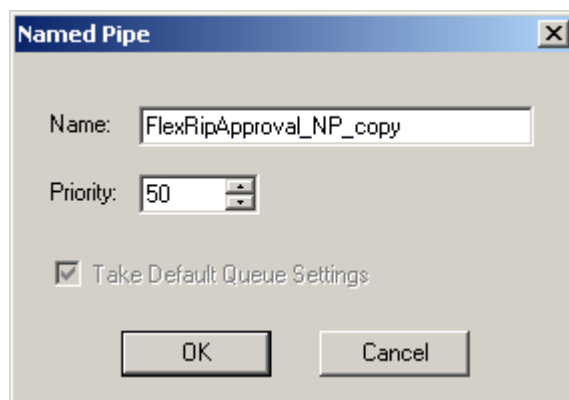 Named Pipe
Name: FlexRipApproval_NP_copy
Priority: 50
Take Default Queue Settings
OK Cancel